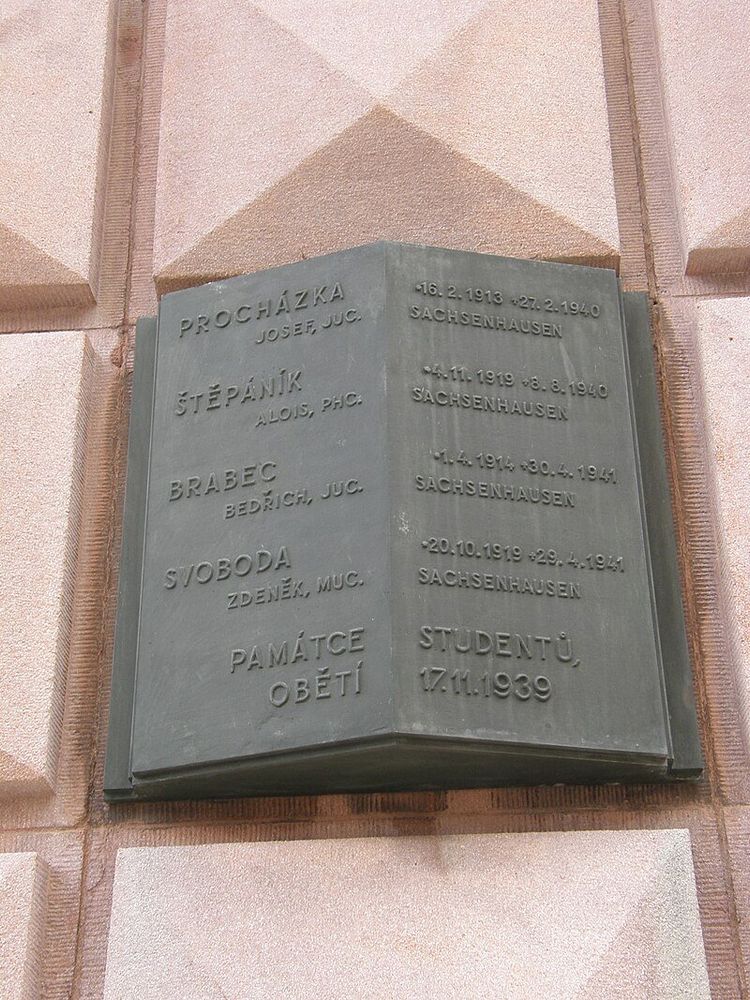 PROCHÁZKA
JOSEF, JUC.
•16.2.1913 +27.2.1940
SACHSENHAUSEN
ŠTĚPÁNÍK
ALOIS, PHC.
•4.11.1919 +8.8.1940
SACHSENHAUSEN
BRABEC
BEDŘICH, JUC.
•1.4.1914 +30.4.1941
SACHSENHAUSEN
SVOBODA
ZDENĚK, MUC.
•20.10.1919 +29.4.1941
SACHSENHAUSEN
PAMÁTCE STUDENTŮ,
OBĚTÍ 17.11.1939